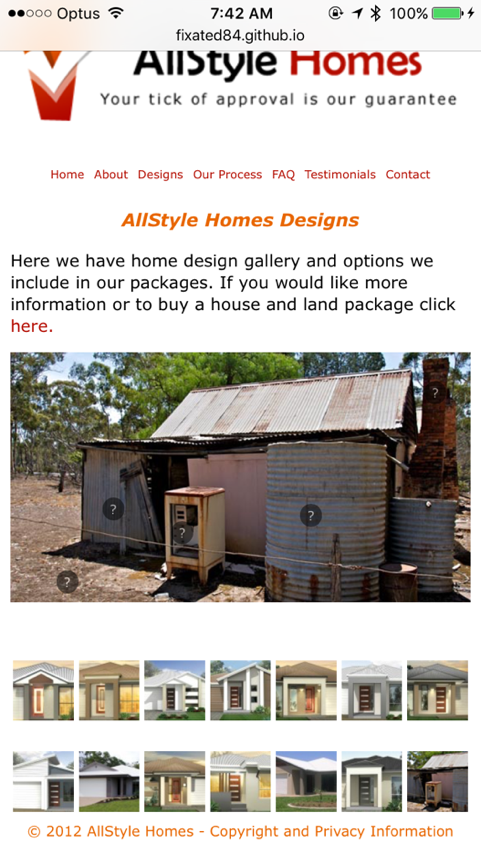 Optus 7:42 AM 100%
fixated84.github.io
AllStyle Homes
Your tick of approval is our guarantee
Home About Designs Our Process FAQ Testimonials Contact
AllStyle Homes Designs
Here we have home design gallery and options we
include in our packages. If you would like more
information or to buy a house and land package click
here.
?
?
?
?
?
© 2012 AllStyle Homes - Copyright and Privacy Information